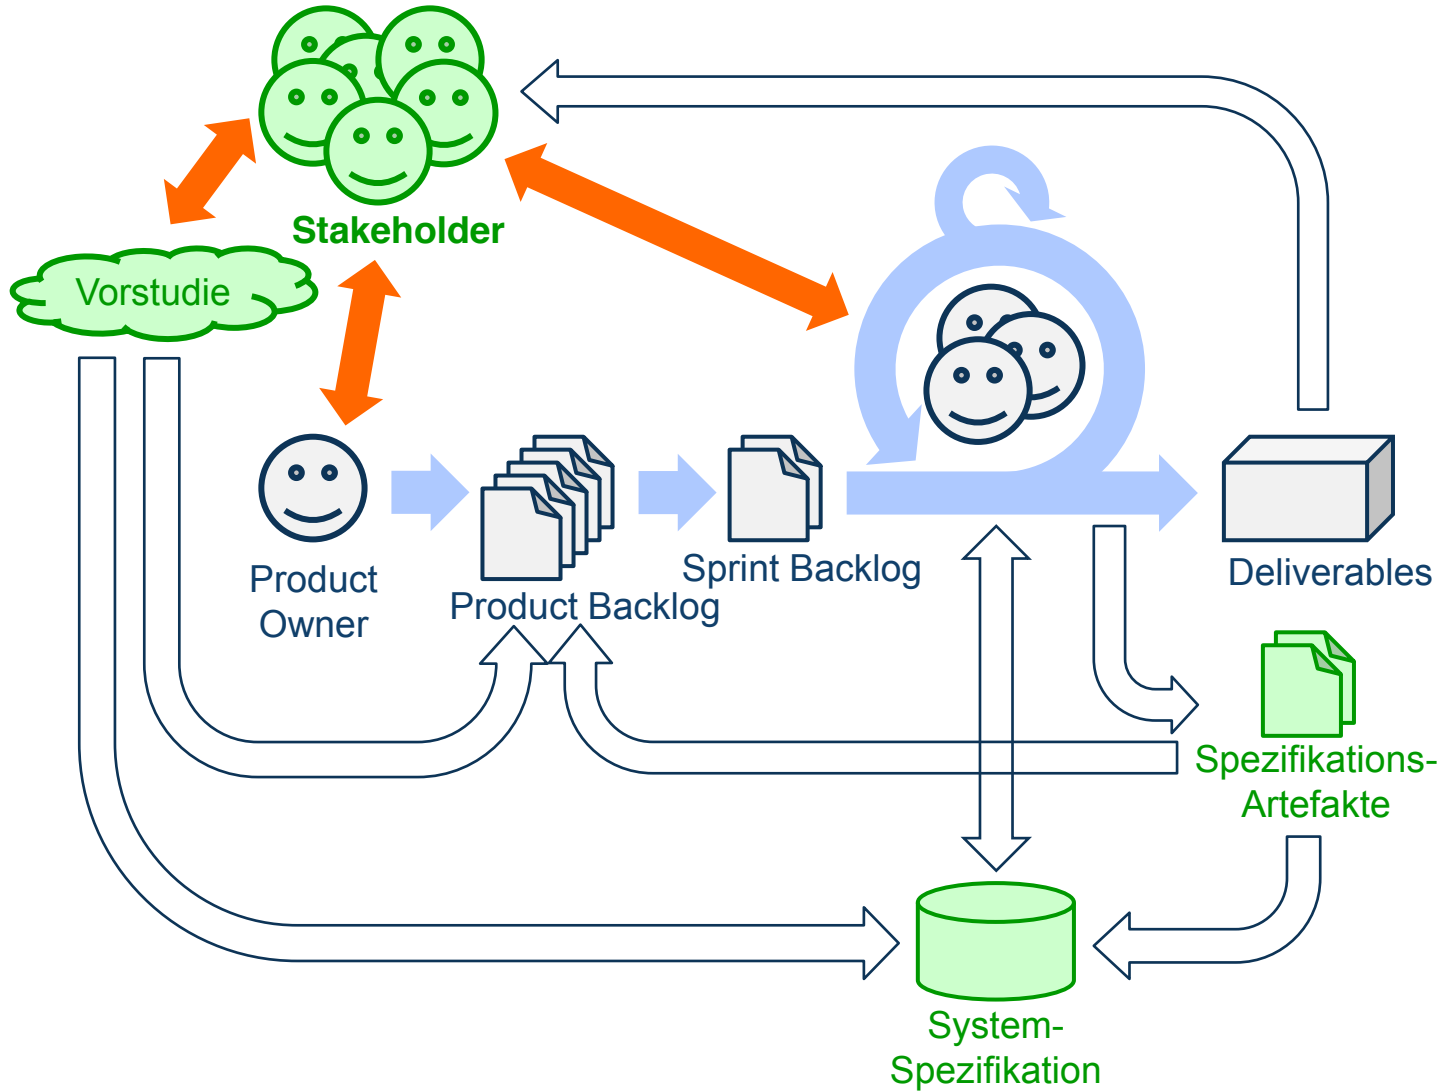 Stakeholder
Vorstudie
Product
Owner
Product Backlog
Sprint Backlog
Deliverables
Spezifikations-
Artefakte
System-
Spezifikation